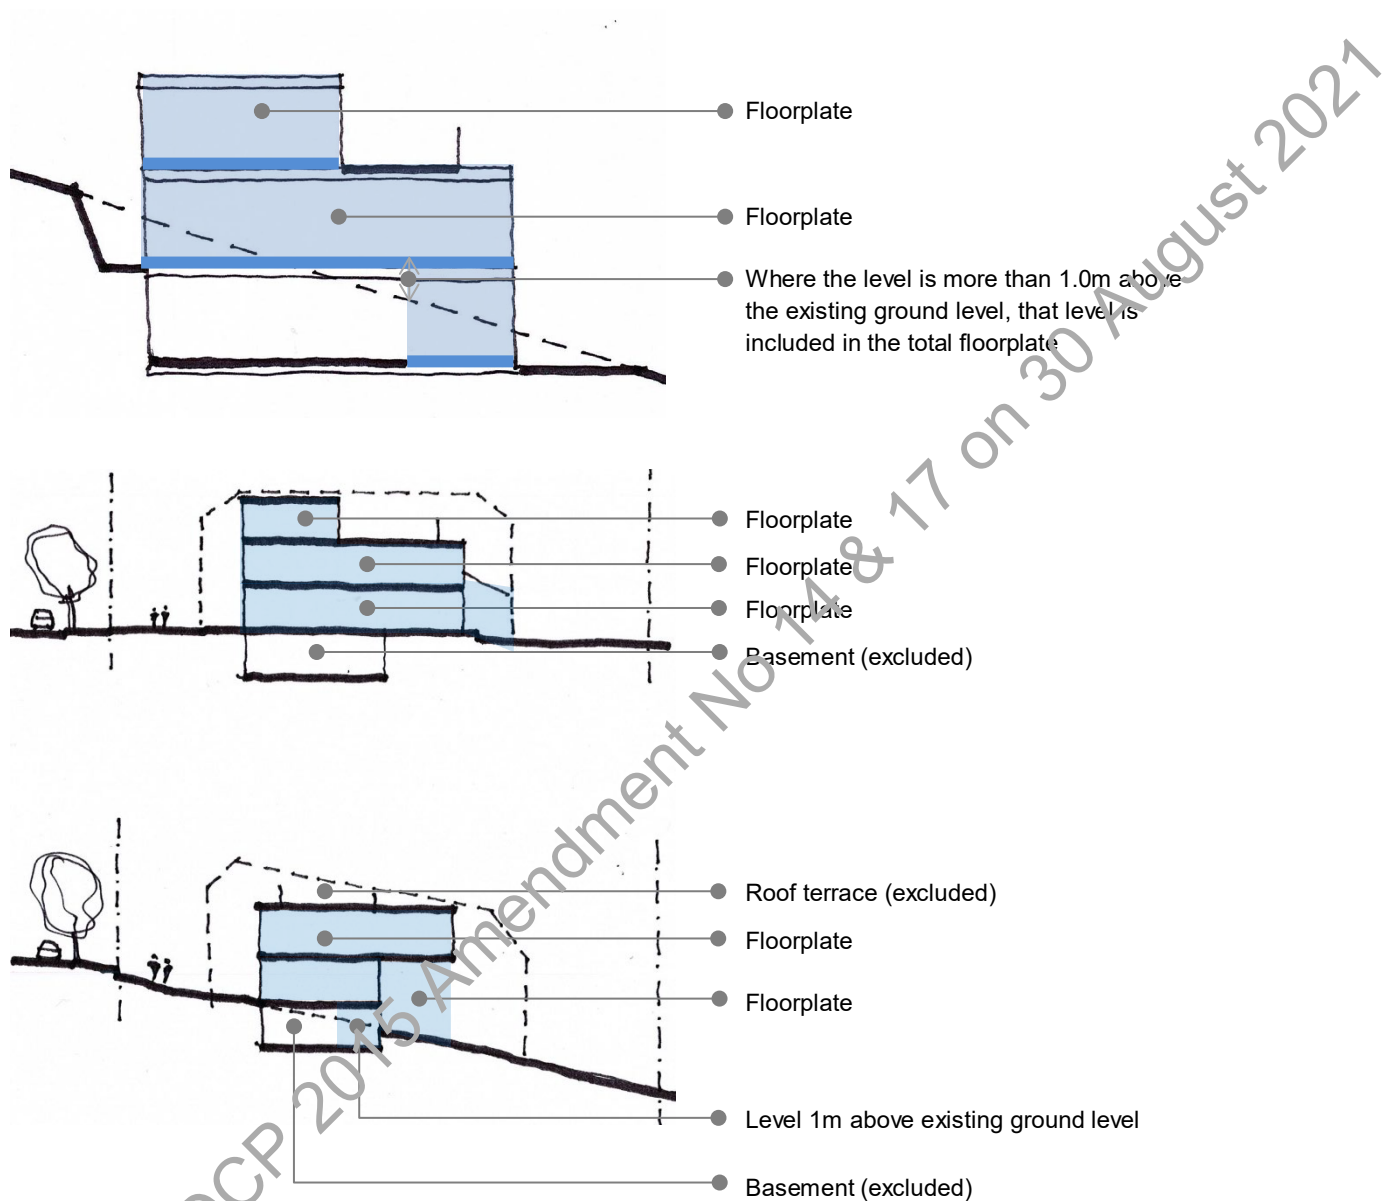 Floorplate
Floorplate
Where the level is more than 1.0m above
the existing ground level, that level is
included in the total floorplate
Floorplate
Floorplate
Floorplate
Basement (excluded)
Roof terrace (excluded)
Floorplate
Floorplate
Level 1m above existing ground level
Basement (excluded)
DCP 2015 Amendment No 14 & 17 on 30 August 2021